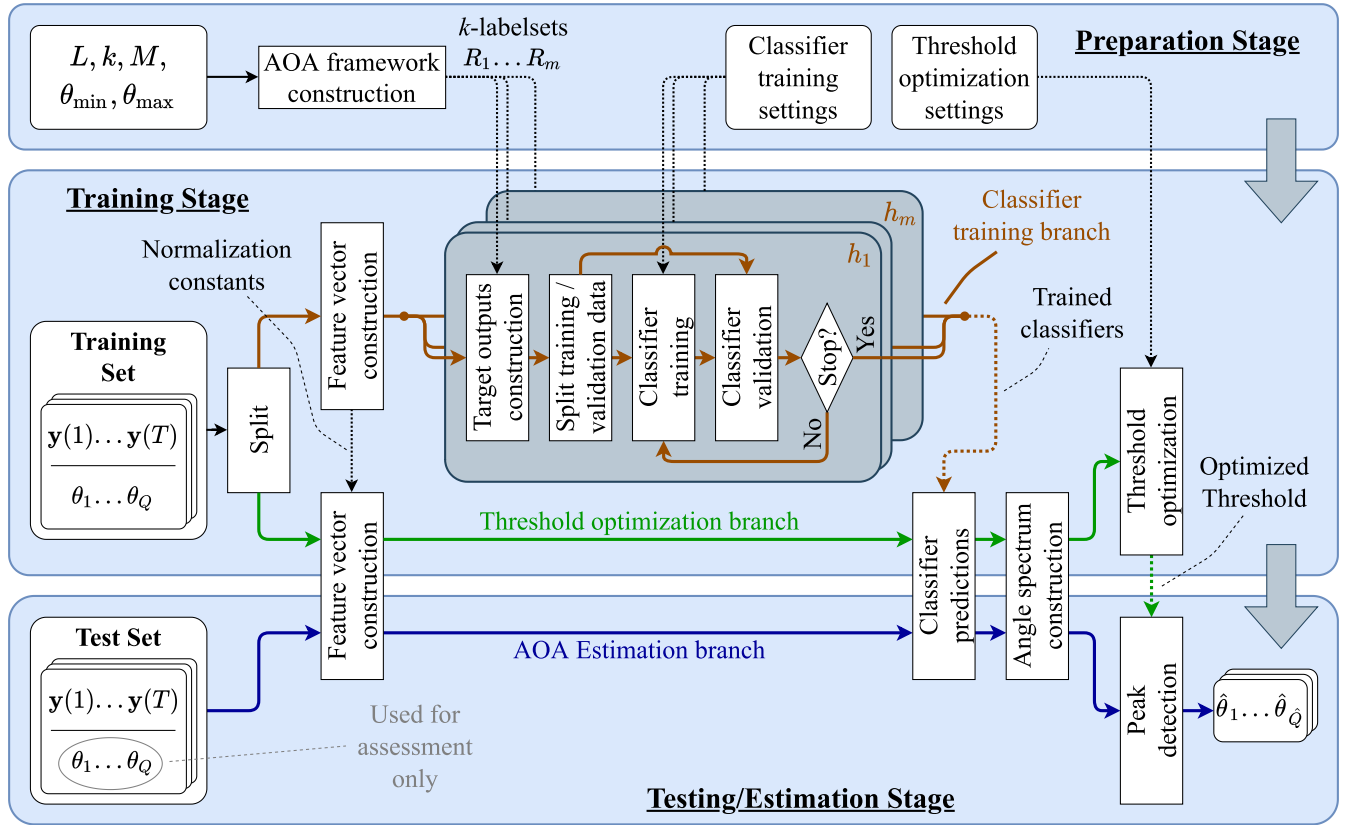 Preparation Stage
L, k, M,
θmin, θmax
AOA framework
construction
k-labelsets
R1...Rm
Classifier
training
settings
Threshold
optimization
settings
Training Stage
Normalization
constants
Training
Set
y(1)...y(T)
θ1...θQ
Split
Feature vector
construction
Feature vector
construction
hm
h1
Target outputs
construction
Split training /
validation data
Classifier
training
Classifier
validation
Stop?
Yes
No
Classifier
training branch
Trained
classifiers
Threshold optimization branch
Classifier
predictions
Angle spectrum
construction
Threshold
optimization
Optimized
Threshold
Test Set
y(1)...y(T)
θ1...θQ
Used for
assessment
only
AOA Estimation branch
Peak
detection
θ̂1...θ̂Q̂
Testing/Estimation Stage